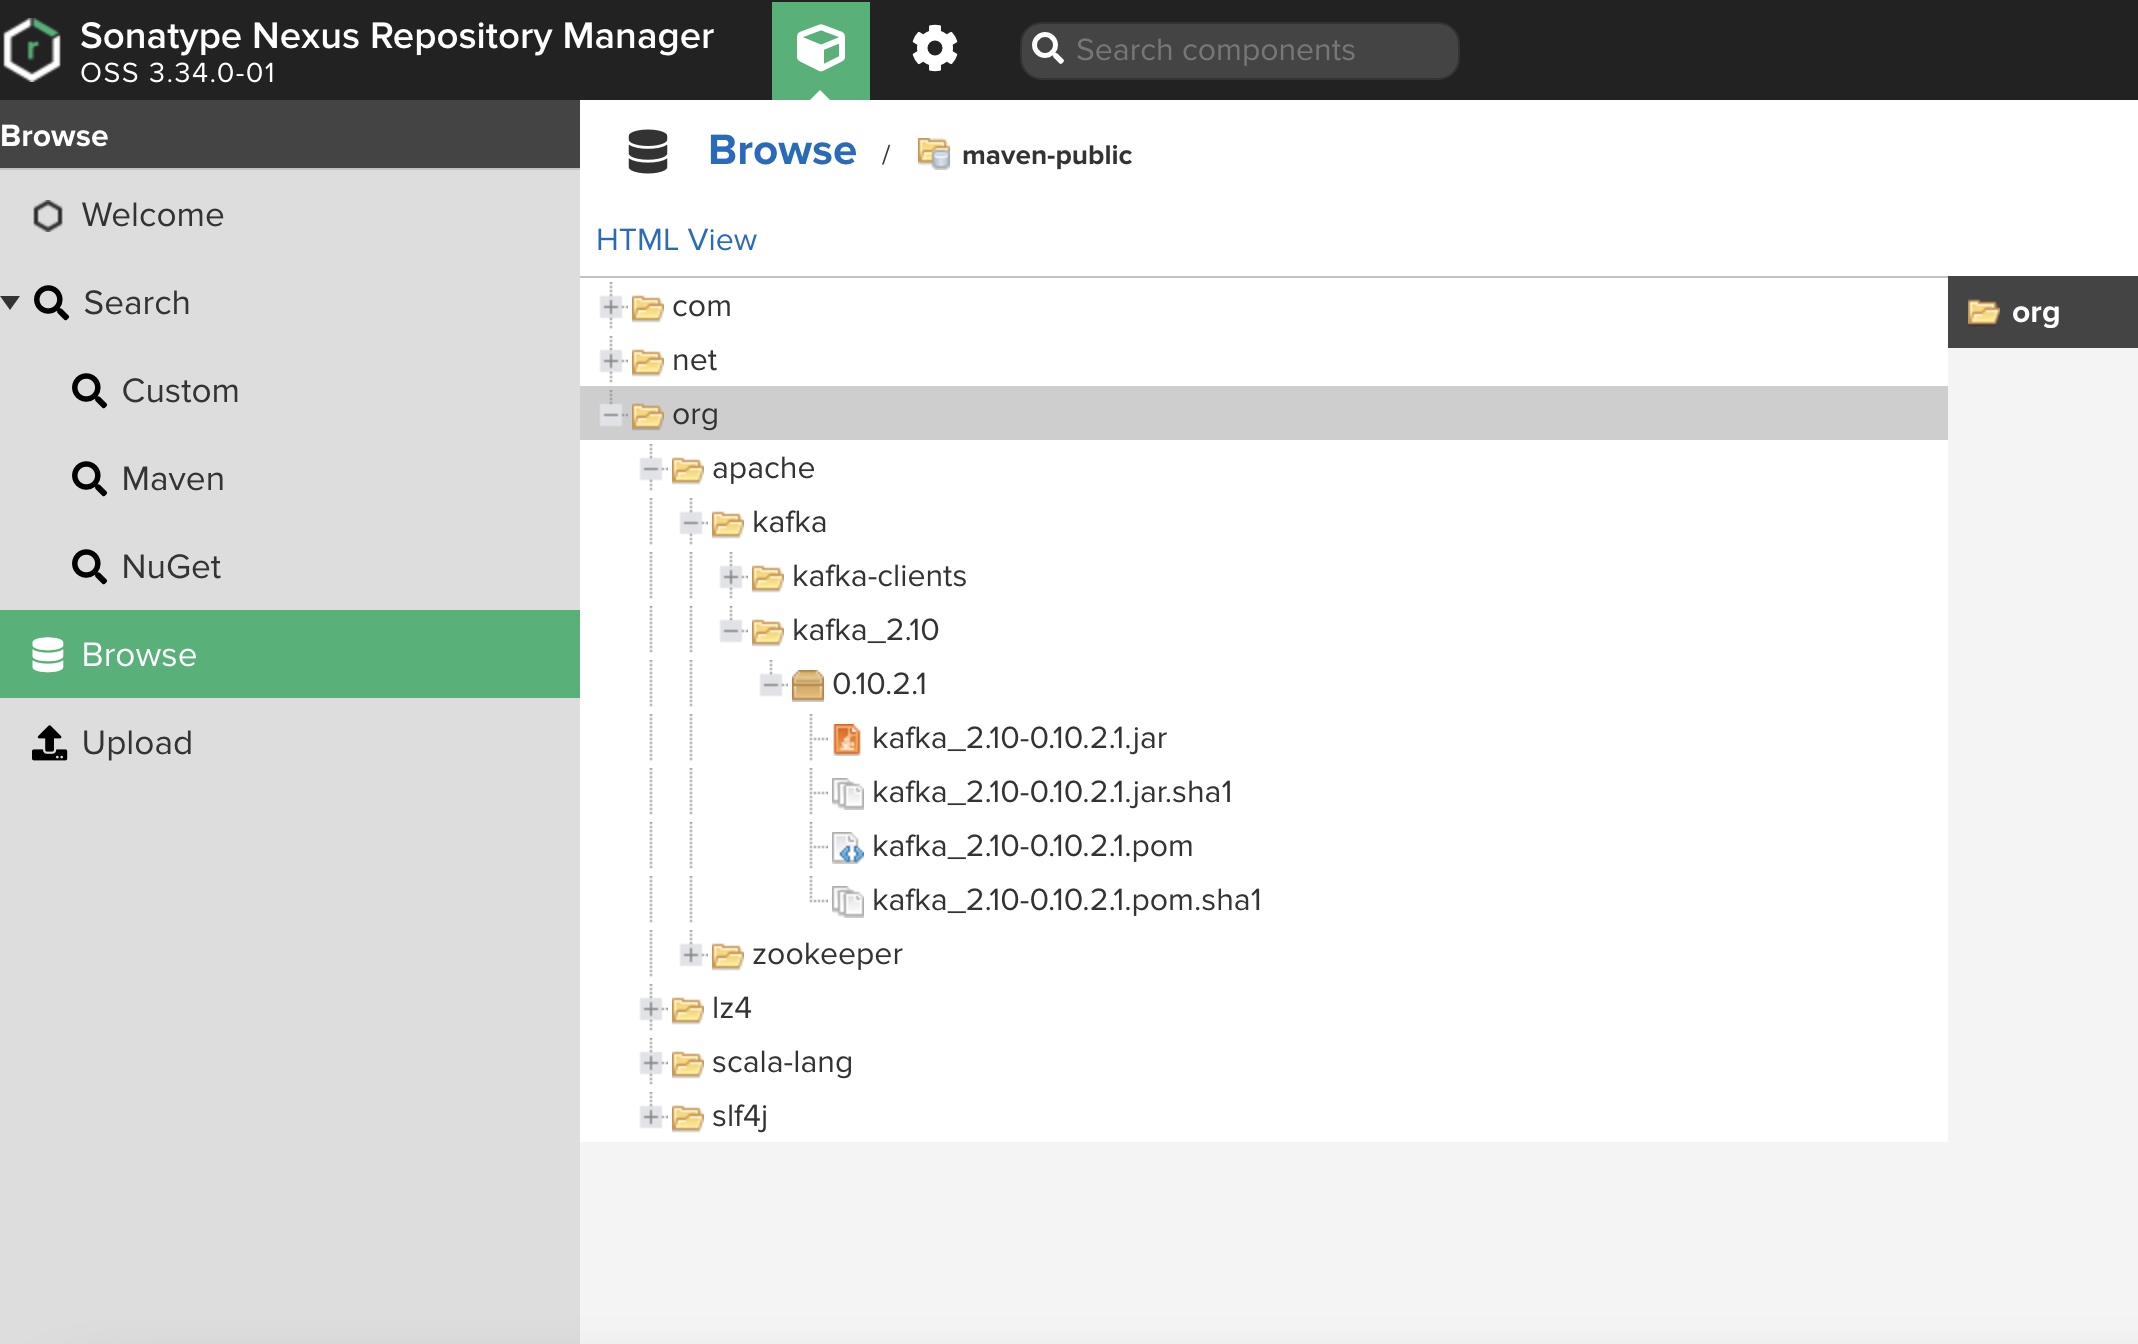 Sonatype Nexus Repository Manager
OSS 3.34.0-01
Search components
Browse
Welcome
Search
Custom
Maven
NuGet
Browse
Upload
Browse / maven-public
HTML View
com
net
org
apache
kafka
kafka-clients
kafka_2.10
0.10.2.1
kafka_2.10-0.10.2.1.jar
kafka_2.10-0.10.2.1.jar.sha1
kafka_2.10-0.10.2.1.pom
kafka_2.10-0.10.2.1.pom.sha1
zookeeper
lz4
scala-lang
slf4j
org